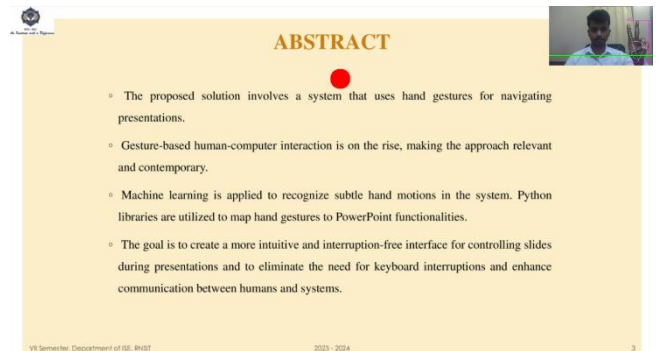 ABSTRACT
The proposed solution involves a system that uses hand gestures for navigating
presentations.
Gesture-based human-computer interaction is on the rise, making the approach relevant
and contemporary.
Machine learning is applied to recognize subtle hand motions in the system. Python
libraries are utilized to map hand gestures to PowerPoint functionalities.
The goal is to create a more intuitive and interruption-free interface for controlling slides
during presentations and to eliminate the need for keyboard interruptions and enhance
communication between humans and systems.
VII Semester, Department of ISE, RNSIT
2023 - 2024
3